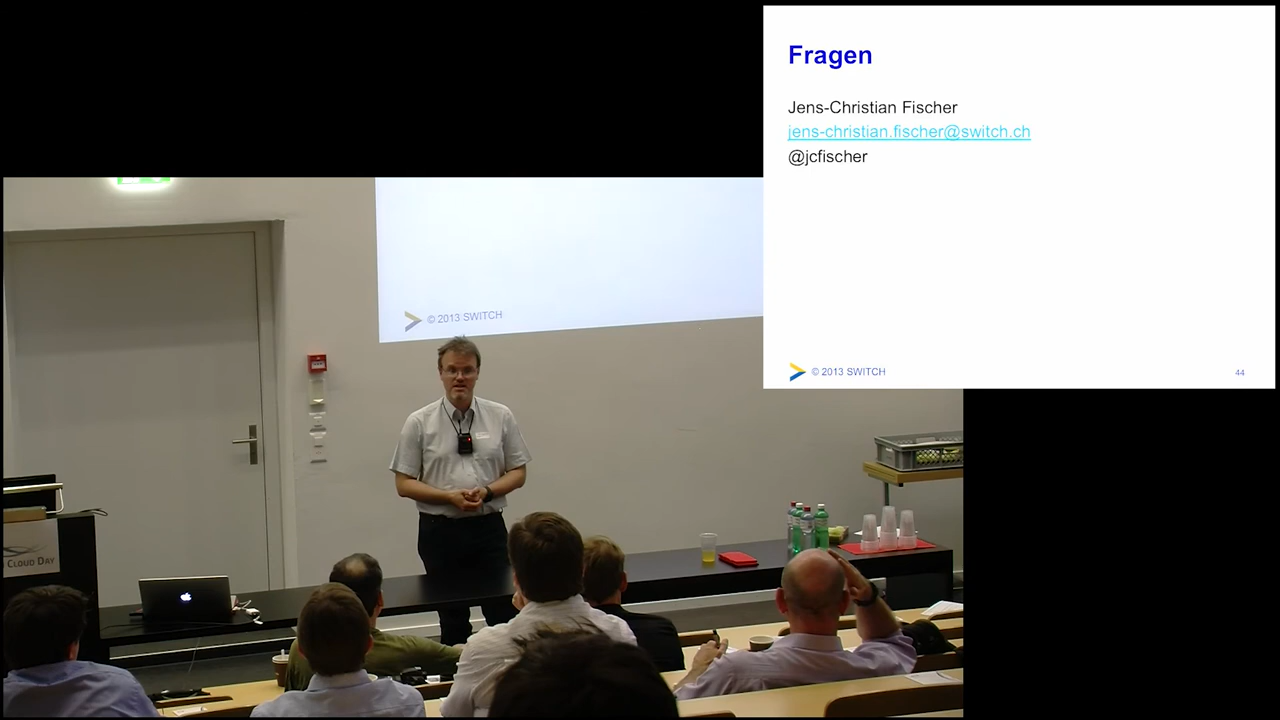 Fragen
Jens-Christian Fischer
jens-christian.fischer@switch.ch
@jcfischer
© 2013 SWITCH
44
© 2013 SWITCH
CLOUD DAY